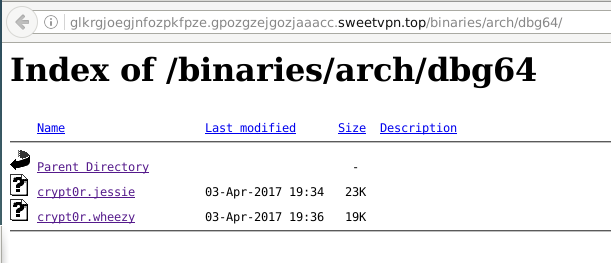 glkrgjoegjnfozpkfpze.gpozgzejgozjaaacc.sweetvpn.top/binaries/arch/dbg64/
Index of /binaries/arch/dbg64
Name Last modified Size Description
Parent Directory -
? crypt0r.jessie 03-Apr-2017 19:34 23K
? crypt0r.wheezy 03-Apr-2017 19:36 19K